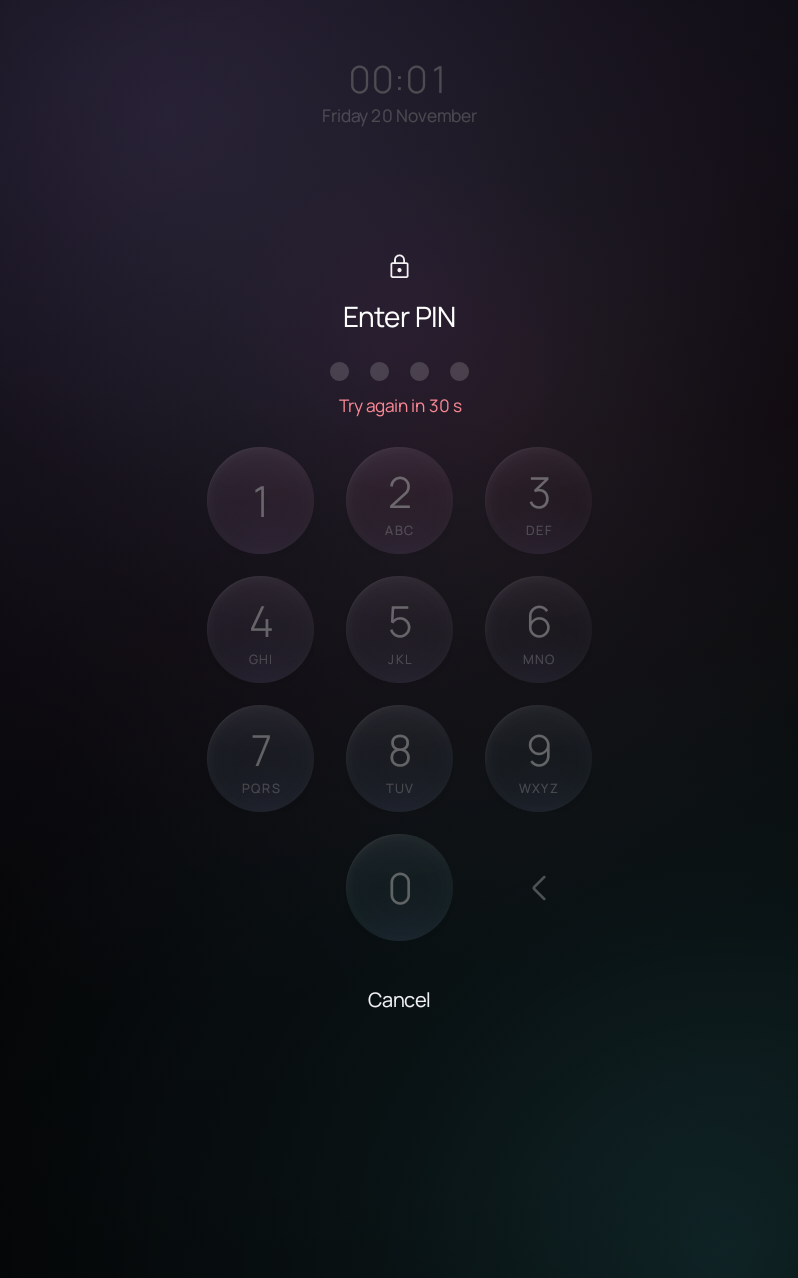 00:01
Friday 20 November
Enter PIN
Try again in 30 s
1
2
ABC
3
DEF
4
GHI
5
JKL
6
MNO
7
PQRS
8
TUV
9
WXYZ
0
Cancel